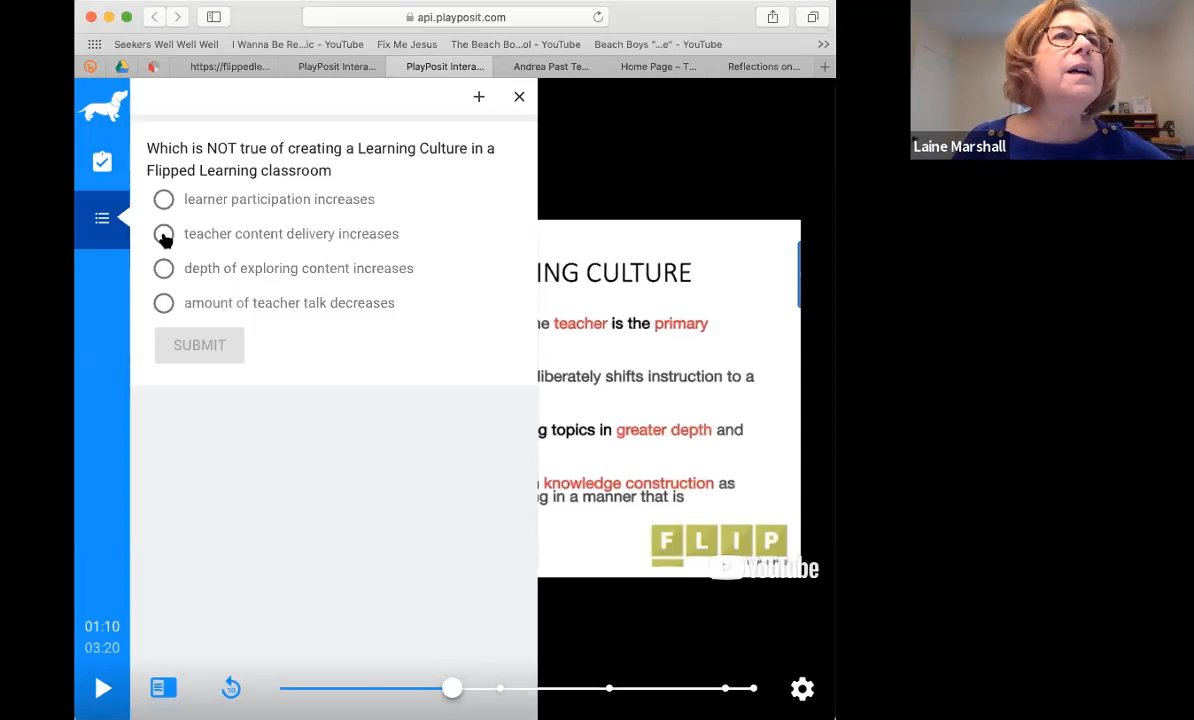 api.playposit.com
Seekers Well Well Well
I Wanna Be Re...ic - YouTube
Fix Me Jesus
The Beach Bo...ol - YouTube
Beach Boys "...e" - YouTube
https://flippedle...
PlayPosit Intera...
PlayPosit Intera...
Andrea Past Te...
Home Page – T...
Reflections on...
Which is NOT true of creating a Learning Culture in a
Flipped Learning classroom
learner participation increases
teacher content delivery increases
depth of exploring content increases
amount of teacher talk decreases
SUBMIT
ING CULTURE
he teacher is the primary
liberately shifts instruction to a
g topics in greater depth and
knowledge construction as
g in a manner that is
F L I P
YouTube
01:10
03:20
10
Laine Marshall